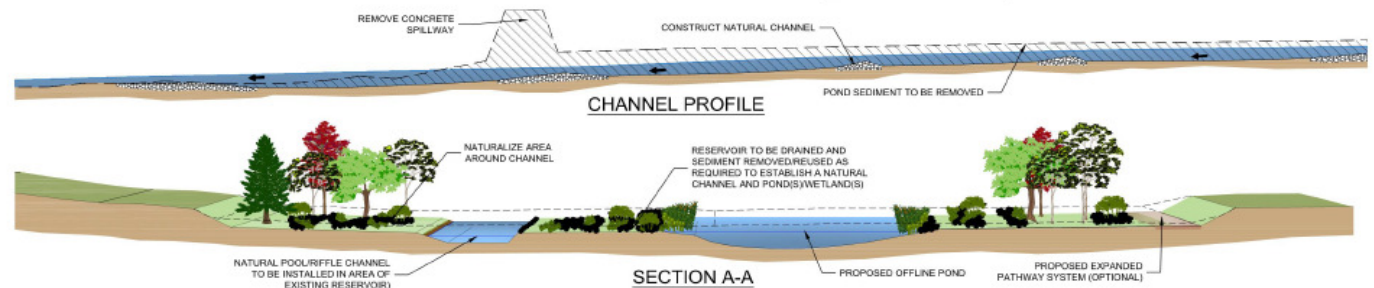 REMOVE CONCRETE
SPILLWAY
CONSTRUCT NATURAL CHANNEL
CHANNEL PROFILE
POND SEDIMENT TO BE REMOVED
NATURALIZE AREA
AROUND CHANNEL
RESERVOIR TO BE DRAINED AND
SEDIMENT REMOVED/REUSED AS
REQUIRED TO ESTABLISH A NATURAL
CHANNEL AND POND(S)/WETLAND(S)
NATURAL POOL/RIFFLE CHANNEL
TO BE INSTALLED IN AREA OF
EXISTING RESERVOIR)
SECTION A-A
PROPOSED OFFLINE POND
PROPOSED EXPANDED
PATHWAY SYSTEM (OPTIONAL)